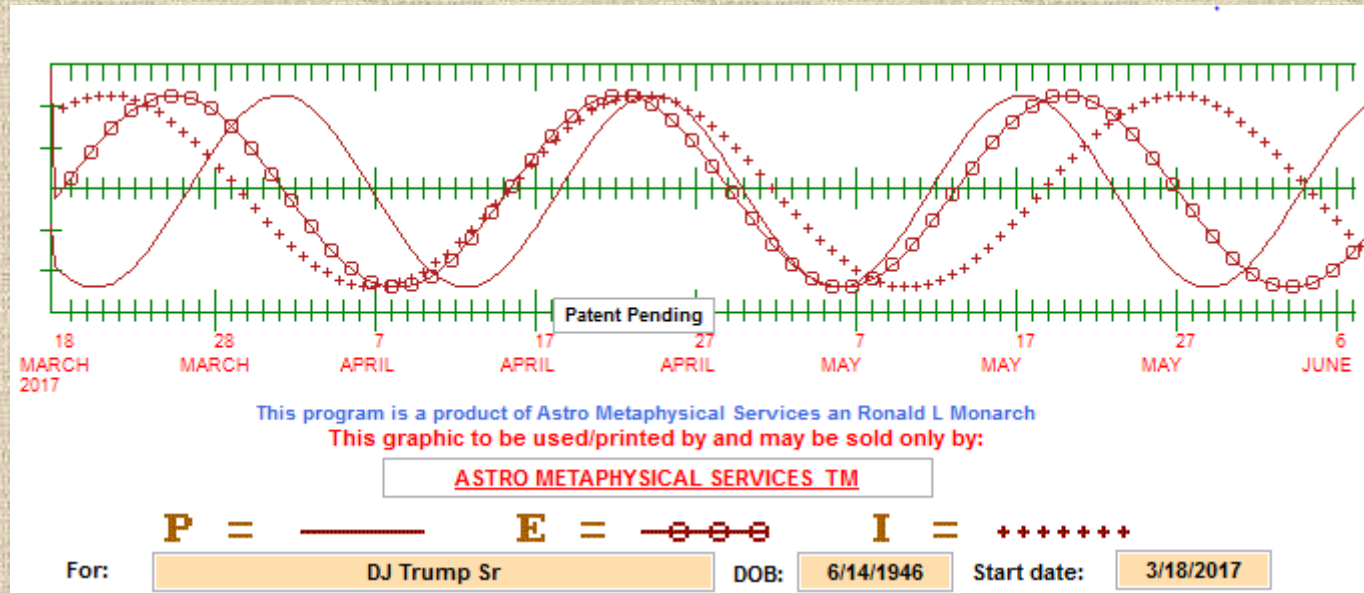 Patent Pending
18 28 7 17 27 7 17 27 6
MARCH MARCH APRIL APRIL APRIL MAY MAY MAY JUNE
2017
This program is a product of Astro Metaphysical Services an Ronald L Monarch
This graphic to be used/printed by and may be sold only by:
ASTRO METAPHYSICAL SERVICES TM
P = E = I =
For: DJ Trump Sr DOB: 6/14/1946 Start date: 3/18/2017